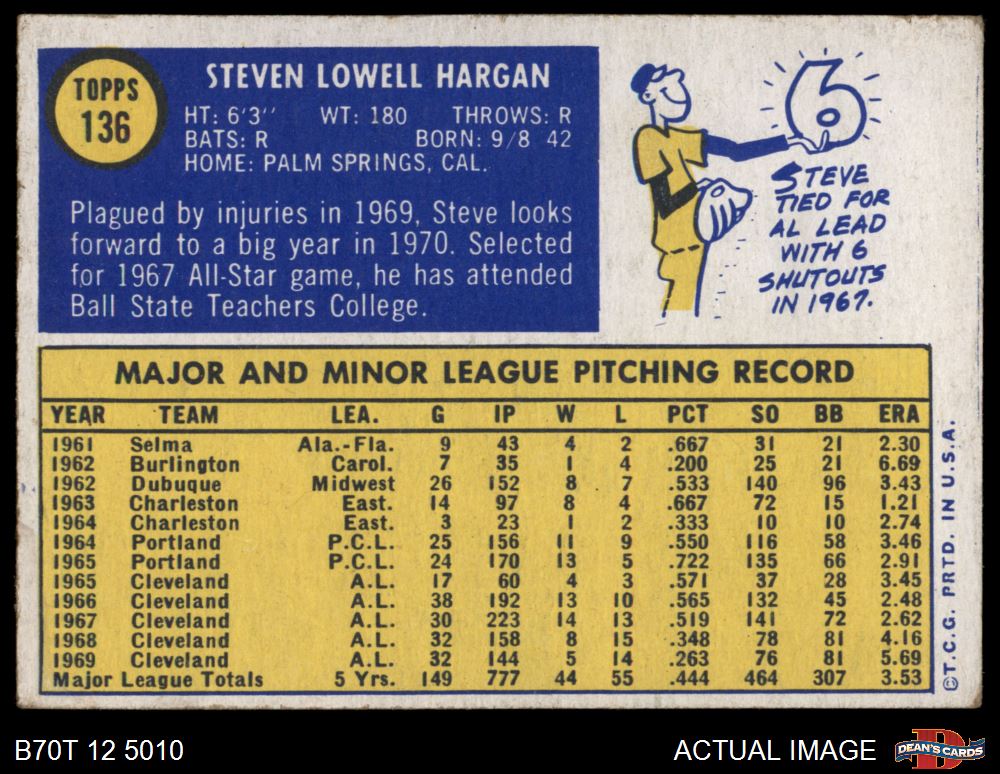 TOPPS
136
STEVEN LOWELL HARGAN
HT: 6'3" WT: 180 THROWS: R
BATS: R BORN: 9/8 42
HOME: PALM SPRINGS, CAL.
Plagued by injuries in 1969, Steve looks
forward to a big year in 1970. Selected
for 1967 All-Star game, he has attended
Ball State Teachers College.
6
STEVE
TIED FOR
AL LEAD
WITH 6
SHUTOUTS
IN 1967.
MAJOR AND MINOR LEAGUE PITCHING RECORD
YEAR TEAM LEA. G IP W L PCT SO BB ERA
1961 Selma Ala.-Fla. 9 43 4 2 .667 31 21 2.30
1962 Burlington Carol. 7 35 1 4 .200 25 21 6.69
1962 Dubuque Midwest 26 152 8 7 .533 140 96 3.43
1963 Charleston East. 14 97 8 4 .667 72 15 1.21
1964 Charleston East. 3 23 1 2 .333 10 10 2.74
1964 Portland P.C.L. 25 156 11 9 .550 116 58 3.46
1965 Portland P.C.L. 24 170 13 5 .722 135 66 2.91
1965 Cleveland A.L. 17 60 4 3 .571 37 28 3.45
1966 Cleveland A.L. 38 192 13 10 .565 132 45 2.48
1967 Cleveland A.L. 30 223 14 13 .519 141 72 2.62
1968 Cleveland A.L. 32 158 8 15 .348 78 81 4.16
1969 Cleveland A.L. 32 144 5 14 .263 76 81 5.69
Major League Totals 5 Yrs. 149 777 44 55 .444 464 307 3.53
©T.C.G. PRTD. IN U.S.A.
B70T 12 5010
ACTUAL IMAGE
D
DEAN'S CARDS